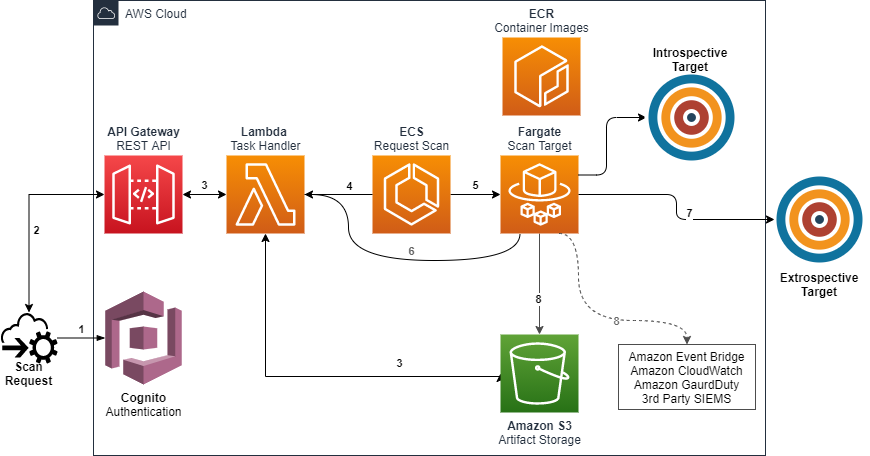 AWS Cloud
ECR
Container Images
Introspective
Target
API Gateway
REST API
Lambda
Task Handler
ECS
Request Scan
Fargate
Scan Target
3
4
5
7
2
6
Extrospective
Target
8
8
1
Scan
Request
3
Amazon Event Bridge
Amazon CloudWatch
Amazon GaurdDuty
3rd Party SIEMS
Cognito
Authentication
Amazon S3
Artifact Storage